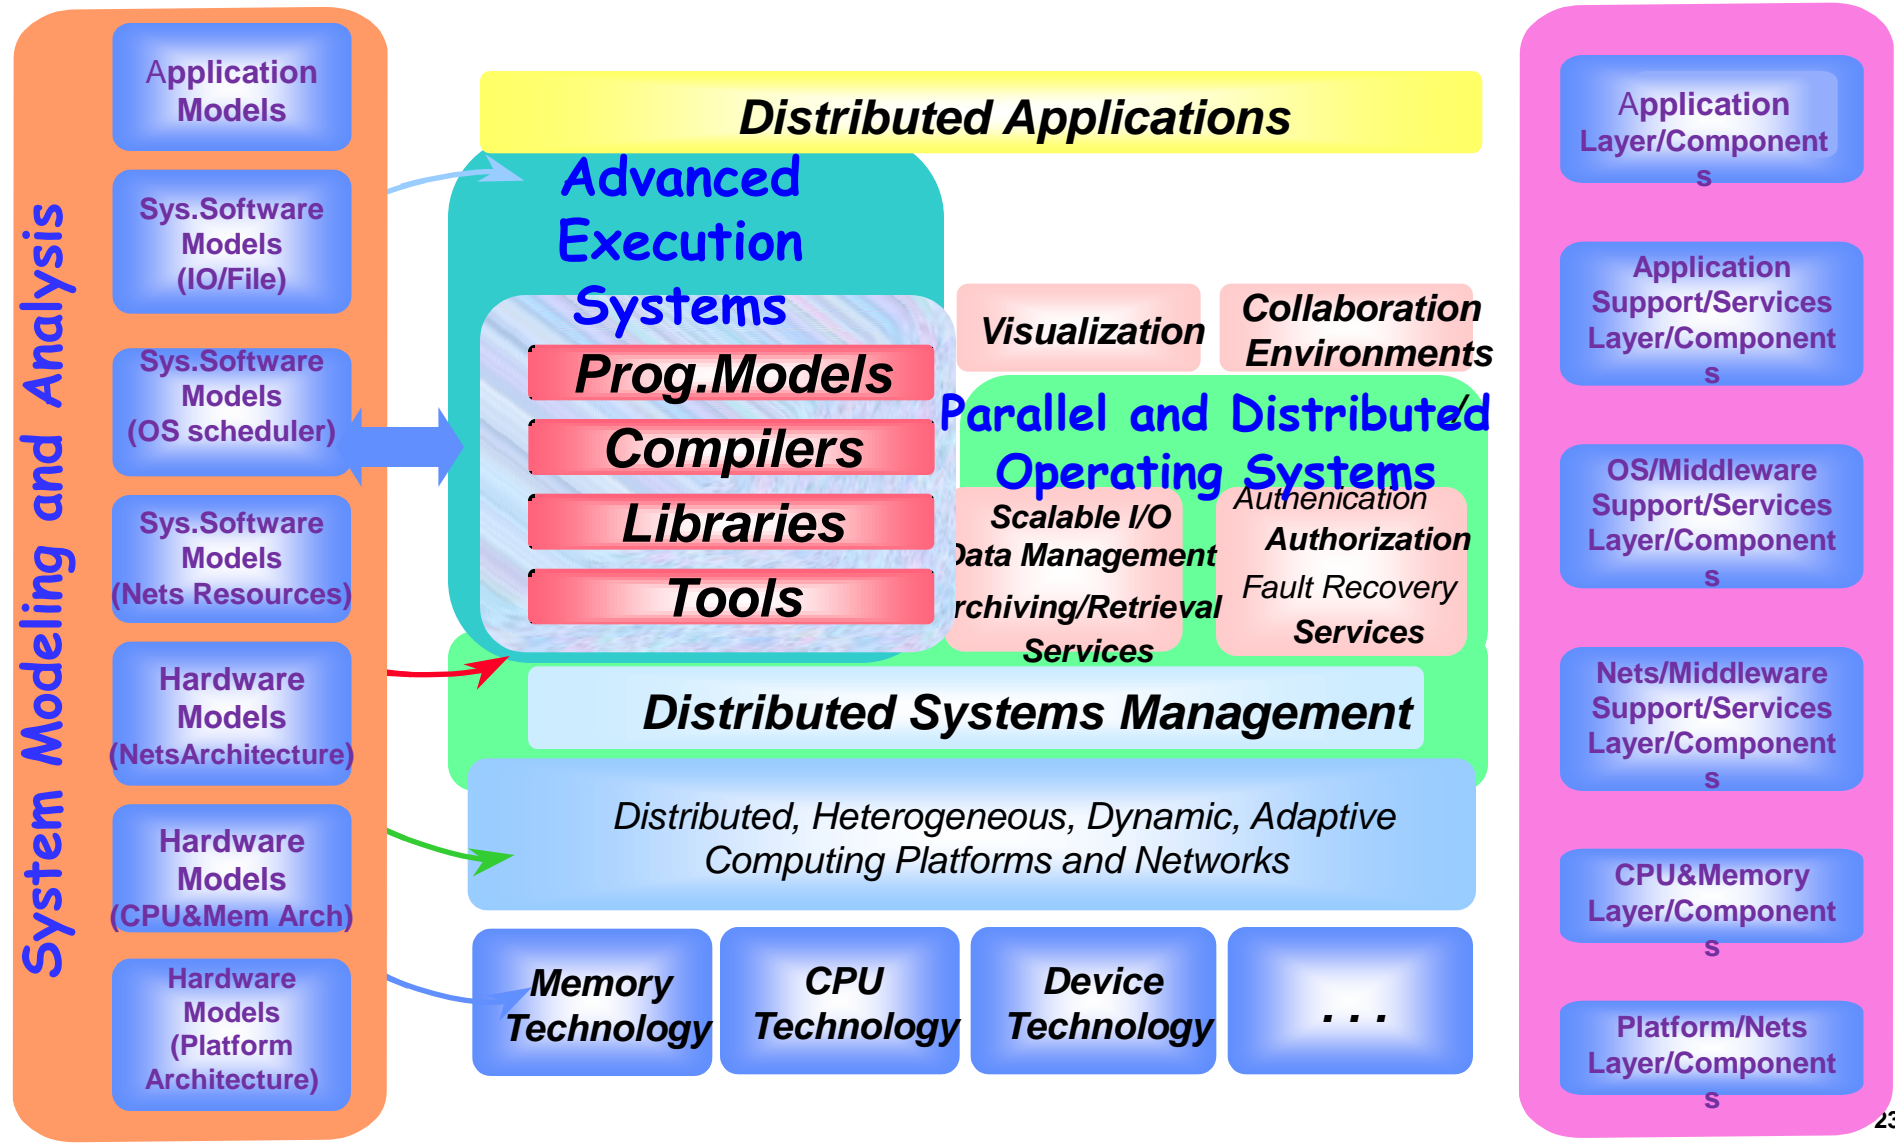 System Modeling and Analysis
Application
Models
Sys.Software
Models
(IO/File)
Sys.Software
Models
(OS scheduler)
Sys.Software
Models
(Nets Resources)
Hardware
Models
(NetsArchitecture)
Hardware
Models
(CPU&Mem Arch)
Hardware
Models
(Platform
Architecture)
Distributed Applications
Advanced
Execution
Systems
Prog.Models
Compilers
Libraries
Tools
Visualization
Collaboration
Environments
/
Parallel and Distributed
Operating Systems
Scalable I/O
Data Management
rchiving/Retrieval
Services
Authenication
Authorization
Fault Recovery
Services
Distributed Systems Management
Distributed, Heterogeneous, Dynamic, Adaptive
Computing Platforms and Networks
Memory
Technology
CPU
Technology
Device
Technology
. . .
Application
Layer/Component
s
Application
Support/Services
Layer/Component
s
OS/Middleware
Support/Services
Layer/Component
s
Nets/Middleware
Support/Services
Layer/Component
s
CPU&Memory
Layer/Component
s
Platform/Nets
Layer/Component
s
23